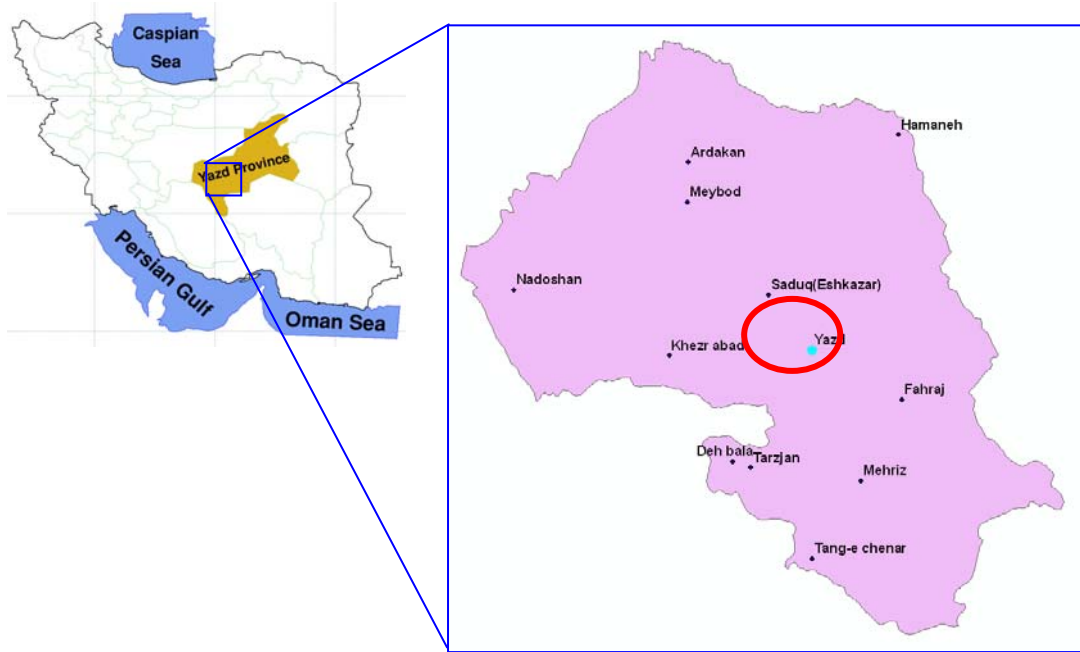 Caspian
Sea
Yazd Province
Persian Gulf
Oman Sea
Hamaneh
Ardakan
Meybod
Nadoshan
Saduq(Eshkazar)
Yazd
Khezr abad
Fahraj
Deh bala
Tarzjan
Mehriz
Tang-e chenar